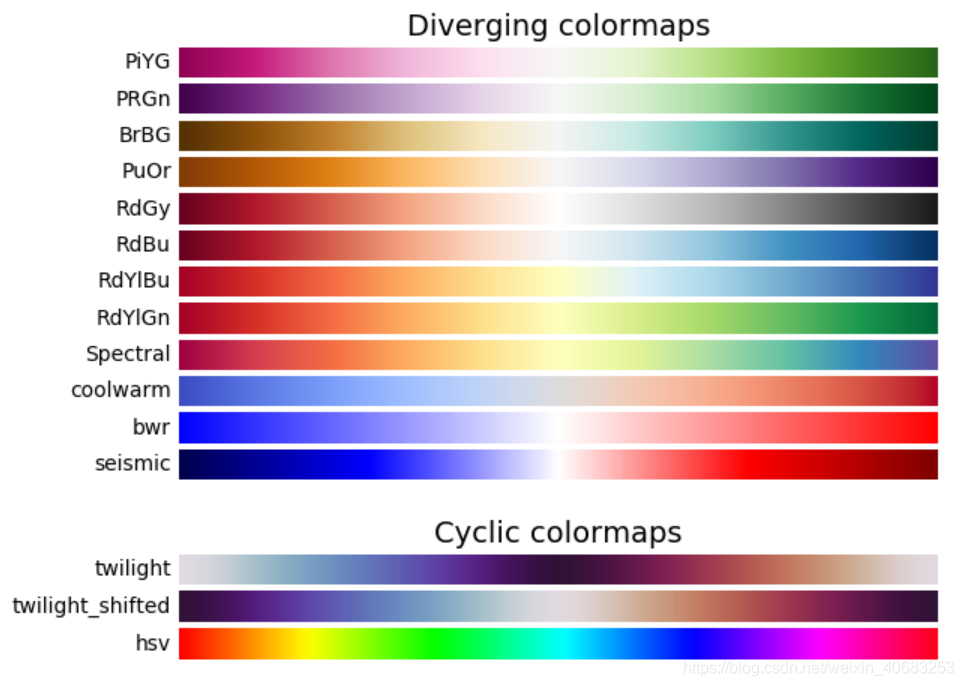 Diverging colormaps
PiYG
PRGn
BrBG
PuOr
RdGy
RdBu
RdYlBu
RdYlGn
Spectral
coolwarm
bwr
seismic
Cyclic colormaps
twilight
twilight_shifted
hsv
https://blog.csdn.net/weixin_40683253